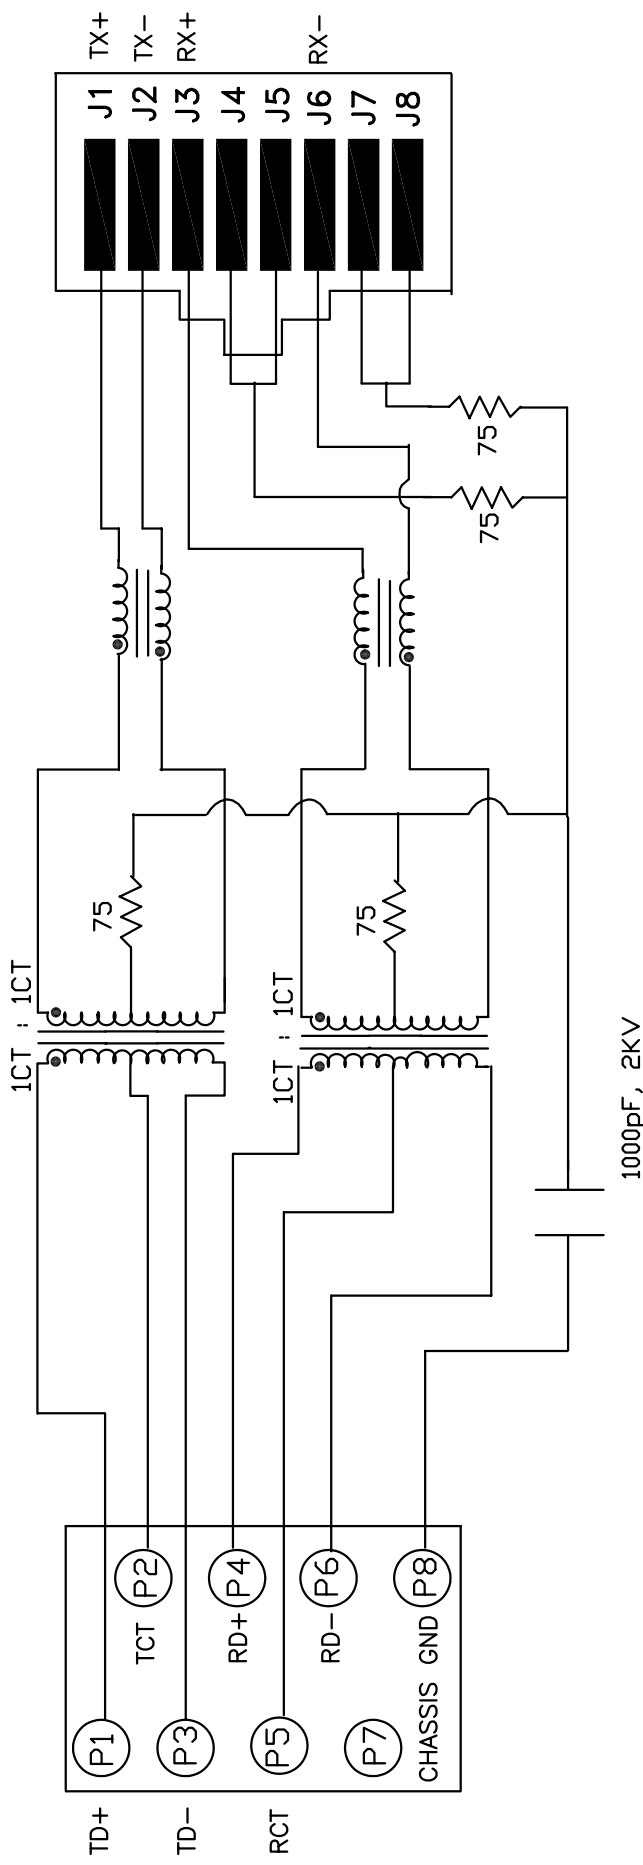 TX+
TX-
RX+
RX-
J1
J2
J3
J4
J5
J6
J7
J8
75
75
75
75
1CT : 1CT
1CT : 1CT
1000pF, 2KV
P2
P4
P6
P8
TCT
RD+
RD-
CHASSIS GND
P1
P3
P5
P7
TD+
TD-
RCT